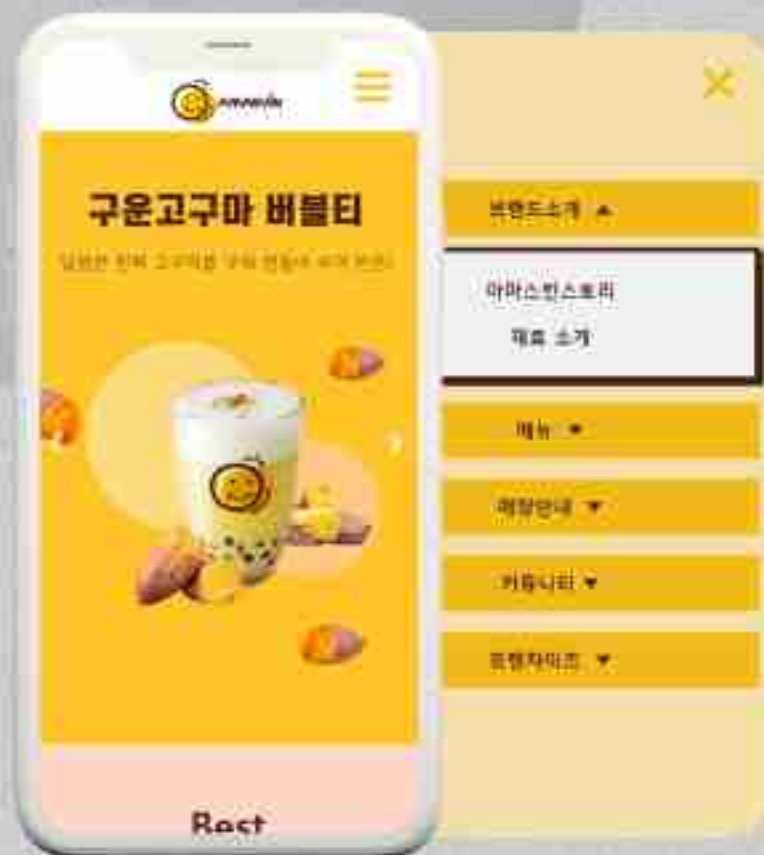 구운고구마 버블티
브랜드소개 ▲
아마스빈스토리
재료 소개
메뉴 ▼
매장안내 ▼
커뮤니티 ▼
프랜차이즈 ▼
Best